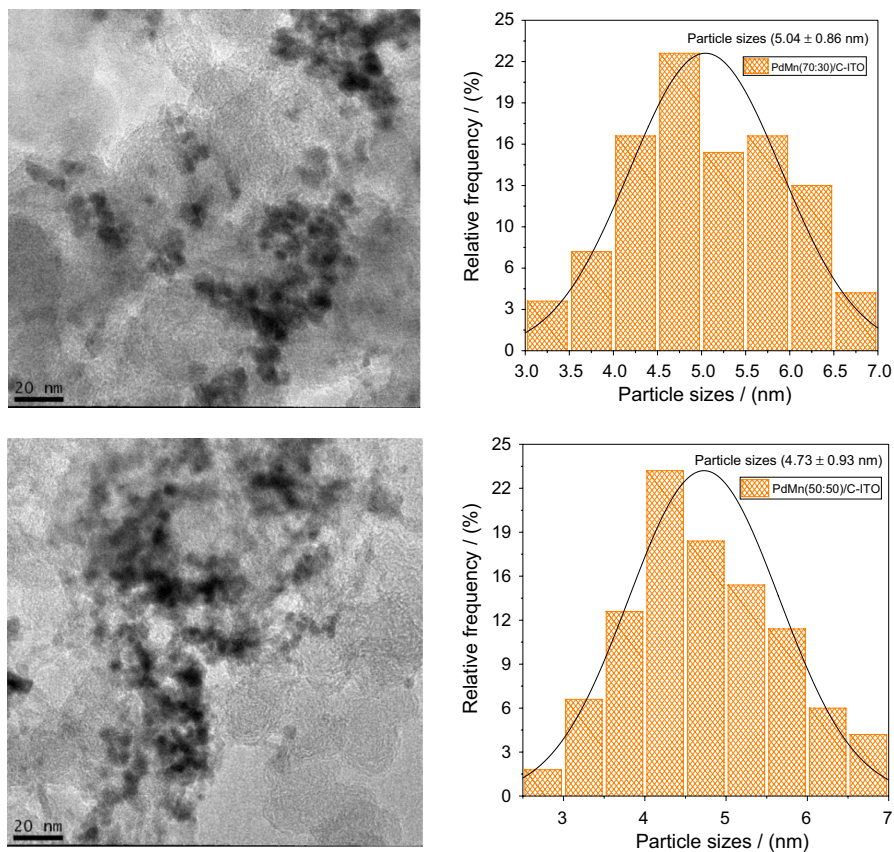 20 nm
Particle sizes (5.04 ± 0.86 nm)
PdMn(70:30)/C-ITO
Relative frequency / (%)
25
23
19
16
13
9
6
3
0
3.0 3.5 4.0 4.5 5.0 5.5 6.0 6.5 7.0
Particle sizes / (nm)
20 nm
Particle sizes (4.73 ± 0.93 nm)
PdMn(50:50)/C-ITO
Relative frequency / (%)
25
22
19
16
12
9
6
3
0
3 4 5 6 7
Particle sizes / (nm)